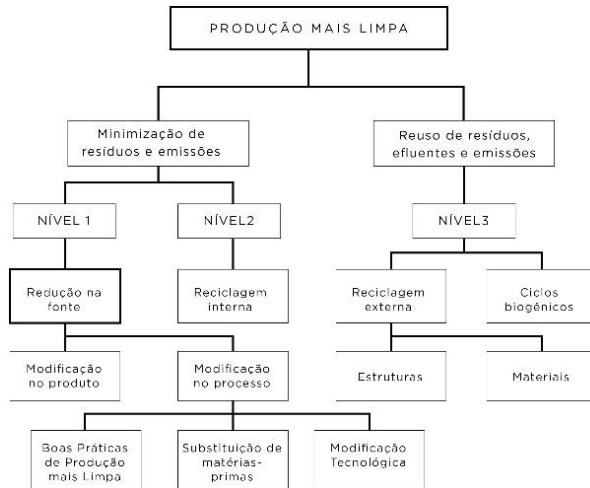 PRODUÇÃO MAIS LIMPA
Minimização de
resíduos e emissões
Reuso de resíduos,
efluentes e emissões
NÍVEL 1
NÍVEL2
NÍVEL3
Redução na
fonte
Reciclagem
interna
Reciclagem
externa
Ciclos
biogênicos
Modificação
no produto
Modificação
no processo
Estruturas
Materiais
Boas Práticas
de Produção
mais Limpa
Substituição de
matérias-
primas
Modificação
Tecnológica